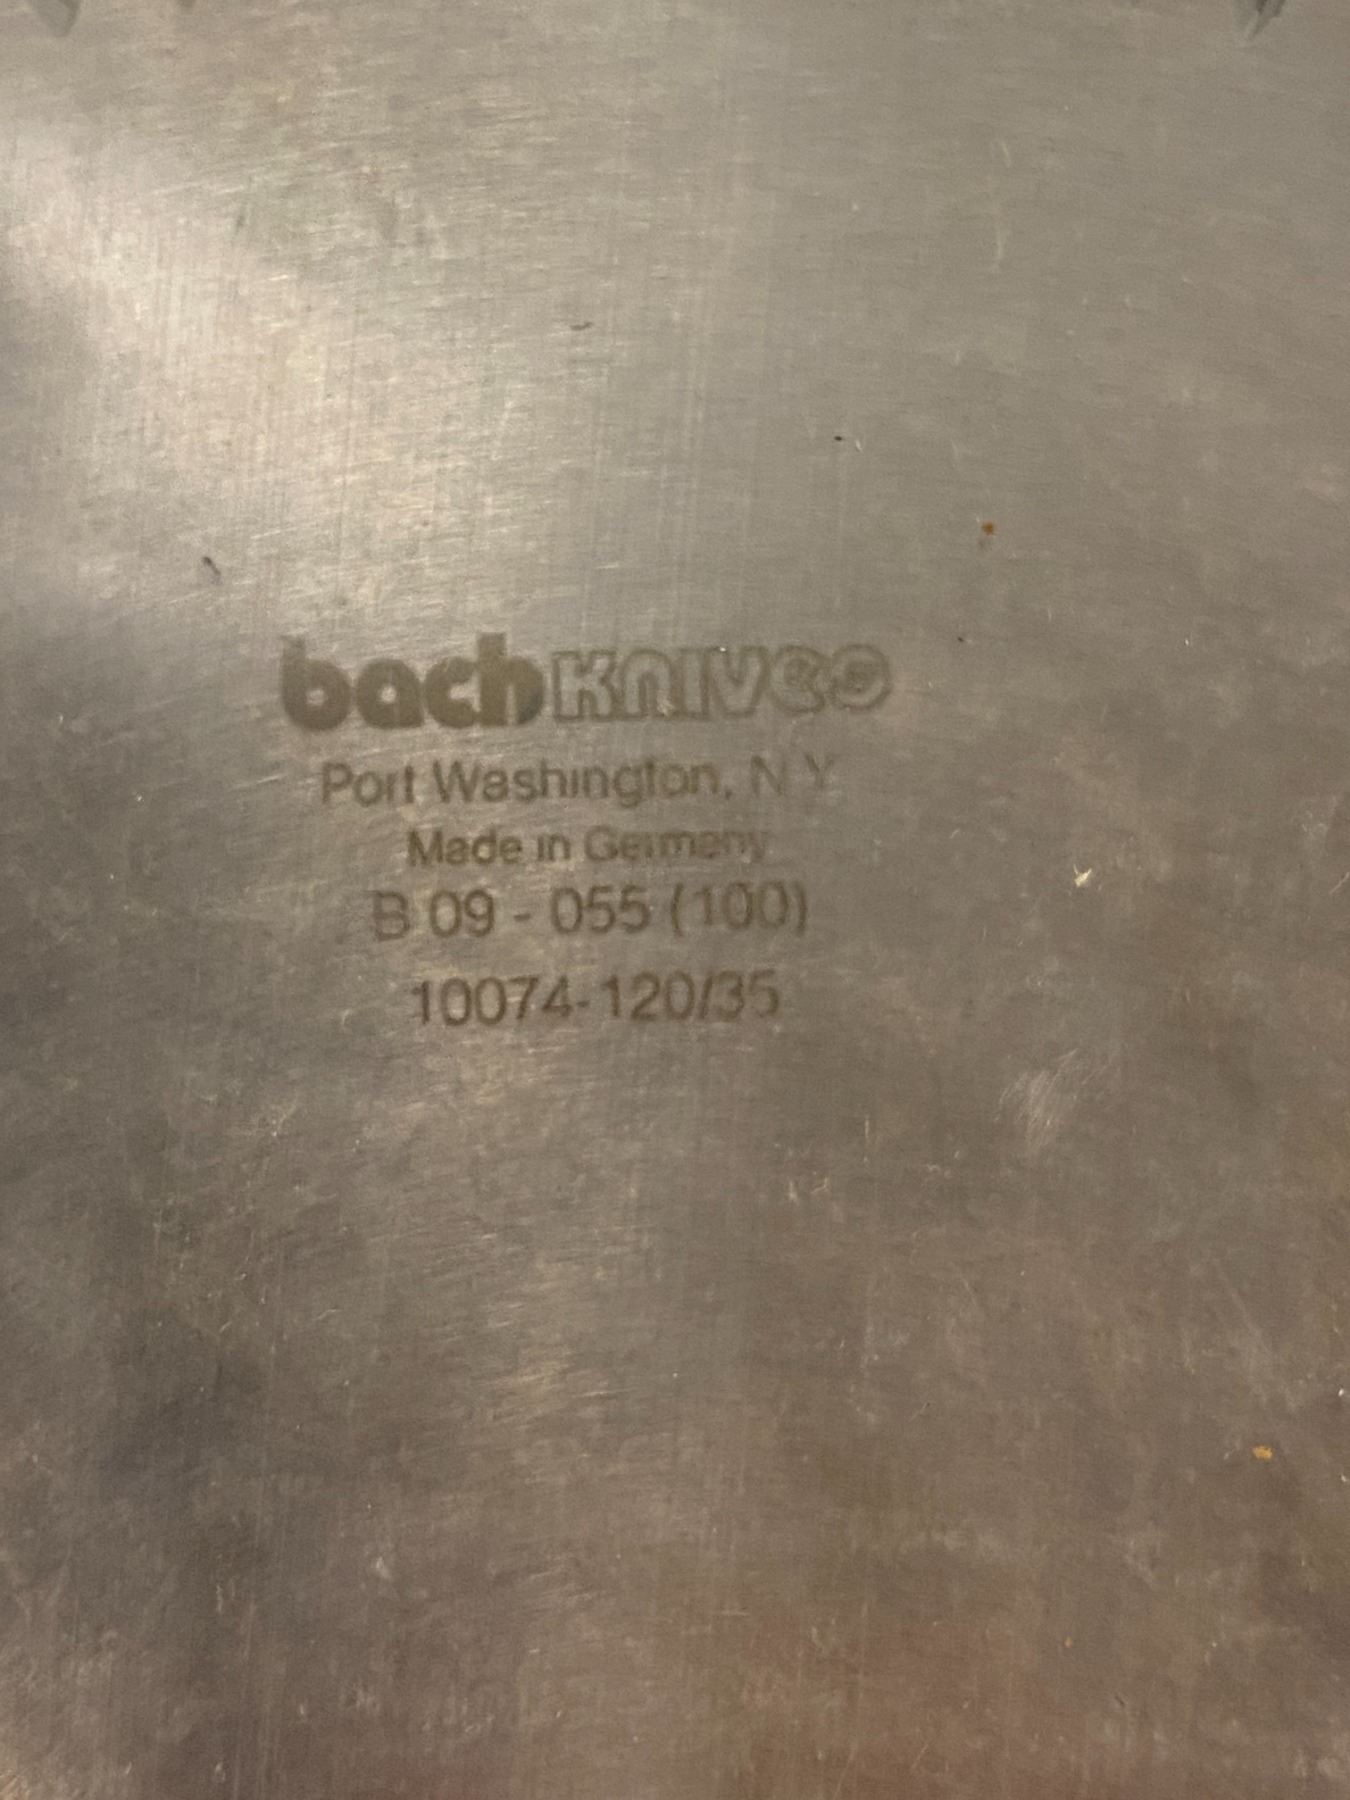 bach KNIVES
Port Washington, N Y
Made in Germany
B 09 - 055 (100)
10074-120/35